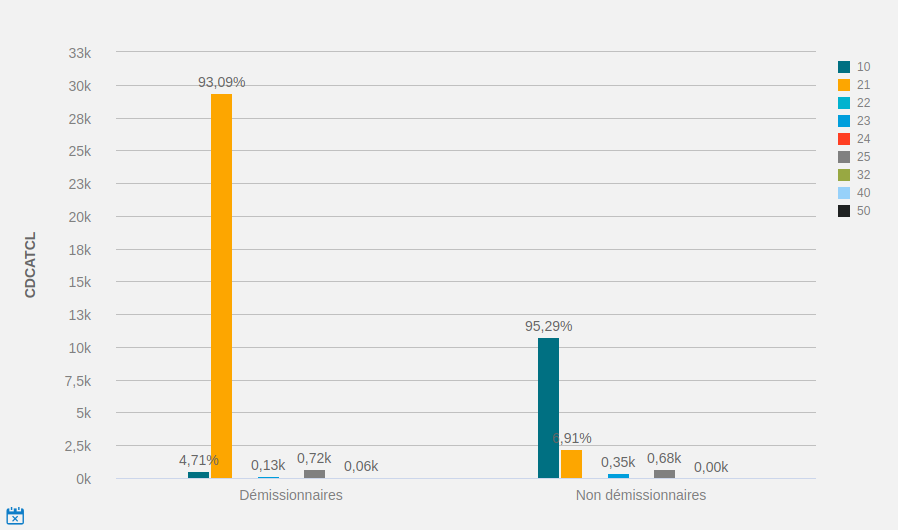 33k
30k
28k
25k
23k
20k
18k
15k
13k
10k
7,5k
5k
2,5k
0k
CDCATCL
93,09%
4,71%
0,13k
0,72k
0,06k
95,29%
6,91%
0,35k
0,68k
0,00k
Démissionnaires
Non démissionnaires
10
21
22
23
24
25
32
40
50